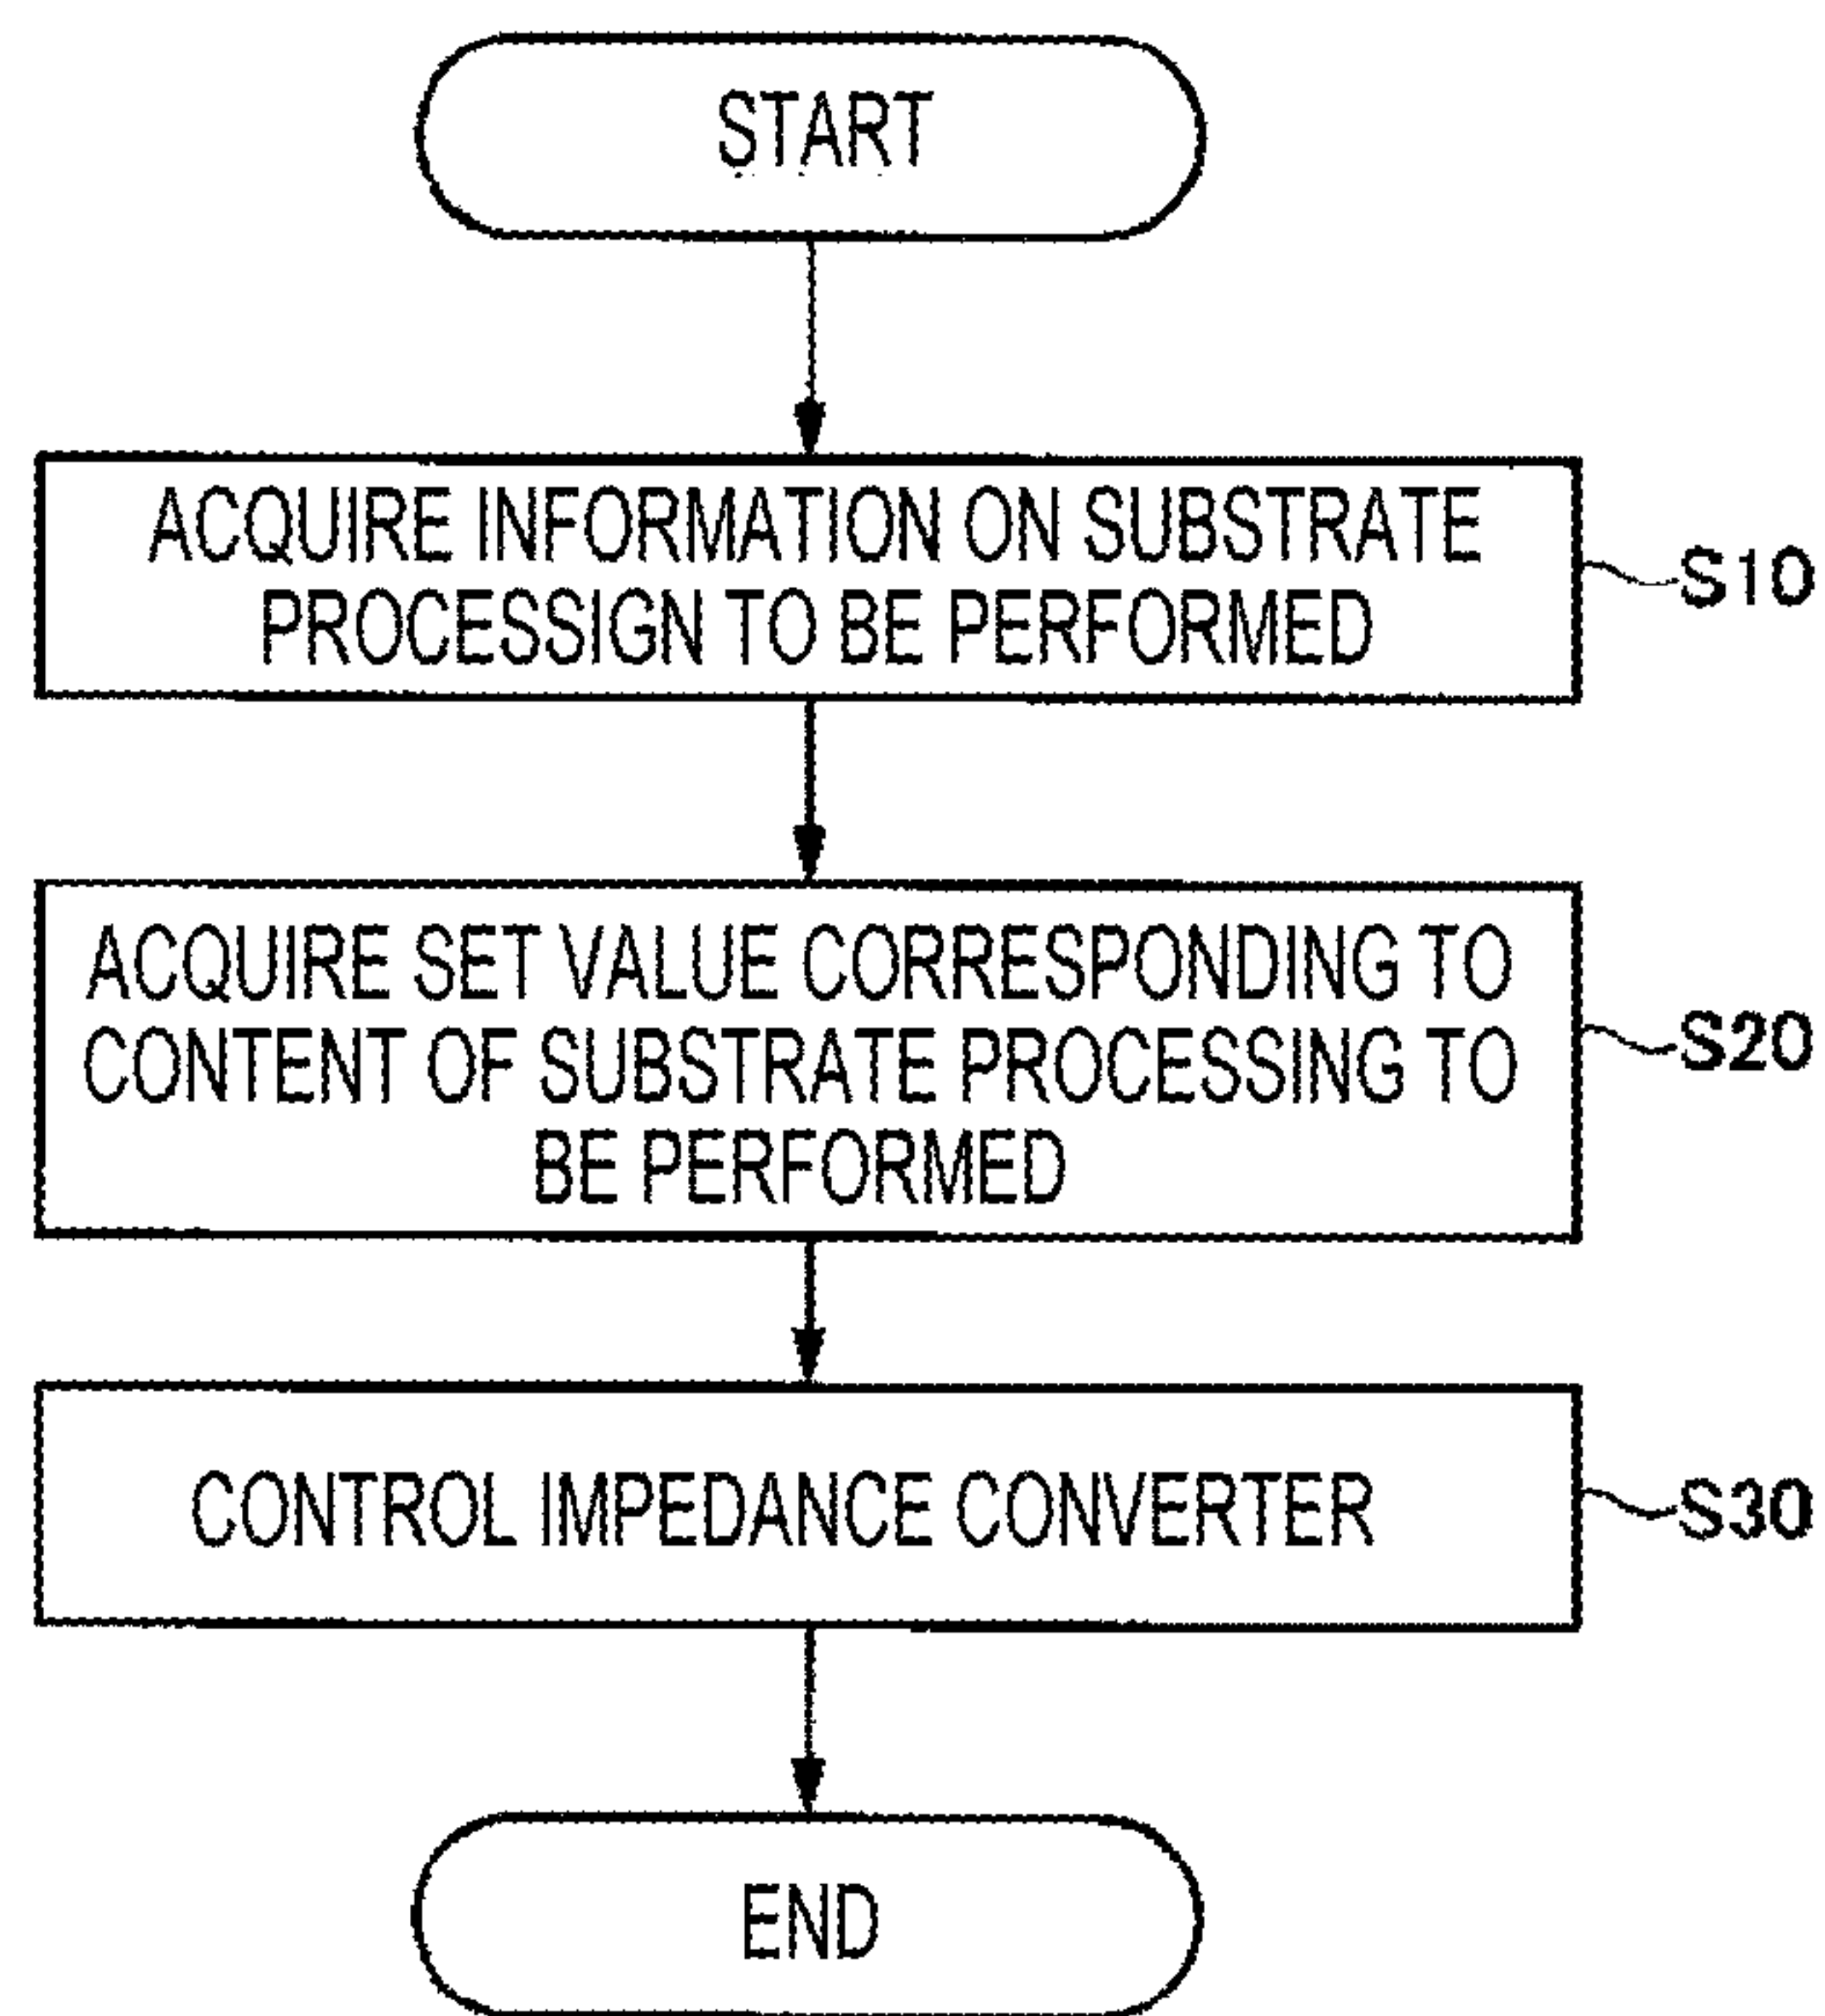 START
ACQUIRE INFORMATION ON SUBSTRATE
PROCESSIGN TO BE PERFORMED
S10
ACQUIRE SET VALUE CORRESPONDING TO
CONTENT OF SUBSTRATE PROCESSING TO
BE PERFORMED
S20
CONTROL IMPEDANCE CONVERTER
S30
END